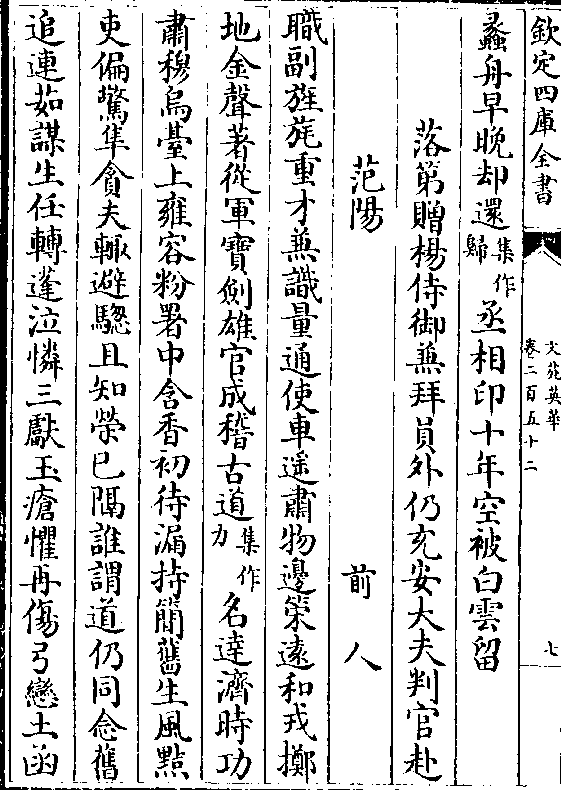 欽定四庫全書
文苑英華
卷二百五十二
七
蠡舟早晚却還集作歸丞相印十年空被白雲留
落第贈楊侍御兼拜員外仍充安大夫判官赴
范陽
前人
職副旌旄重才兼識量通使車遥肅物邊策遠和戎擲
地金聲著從軍寶劍雄官成稽古道集作力名達濟時功
肅穆烏臺上雍容粉署中含香初待漏持簡舊生風㸃
吏偏驚隼貪夫輒避驄且知榮已隔誰謂道仍同念舊
追連茹謀生任轉蓬泣憐三獻玉瘡懼再傷弓戀土函